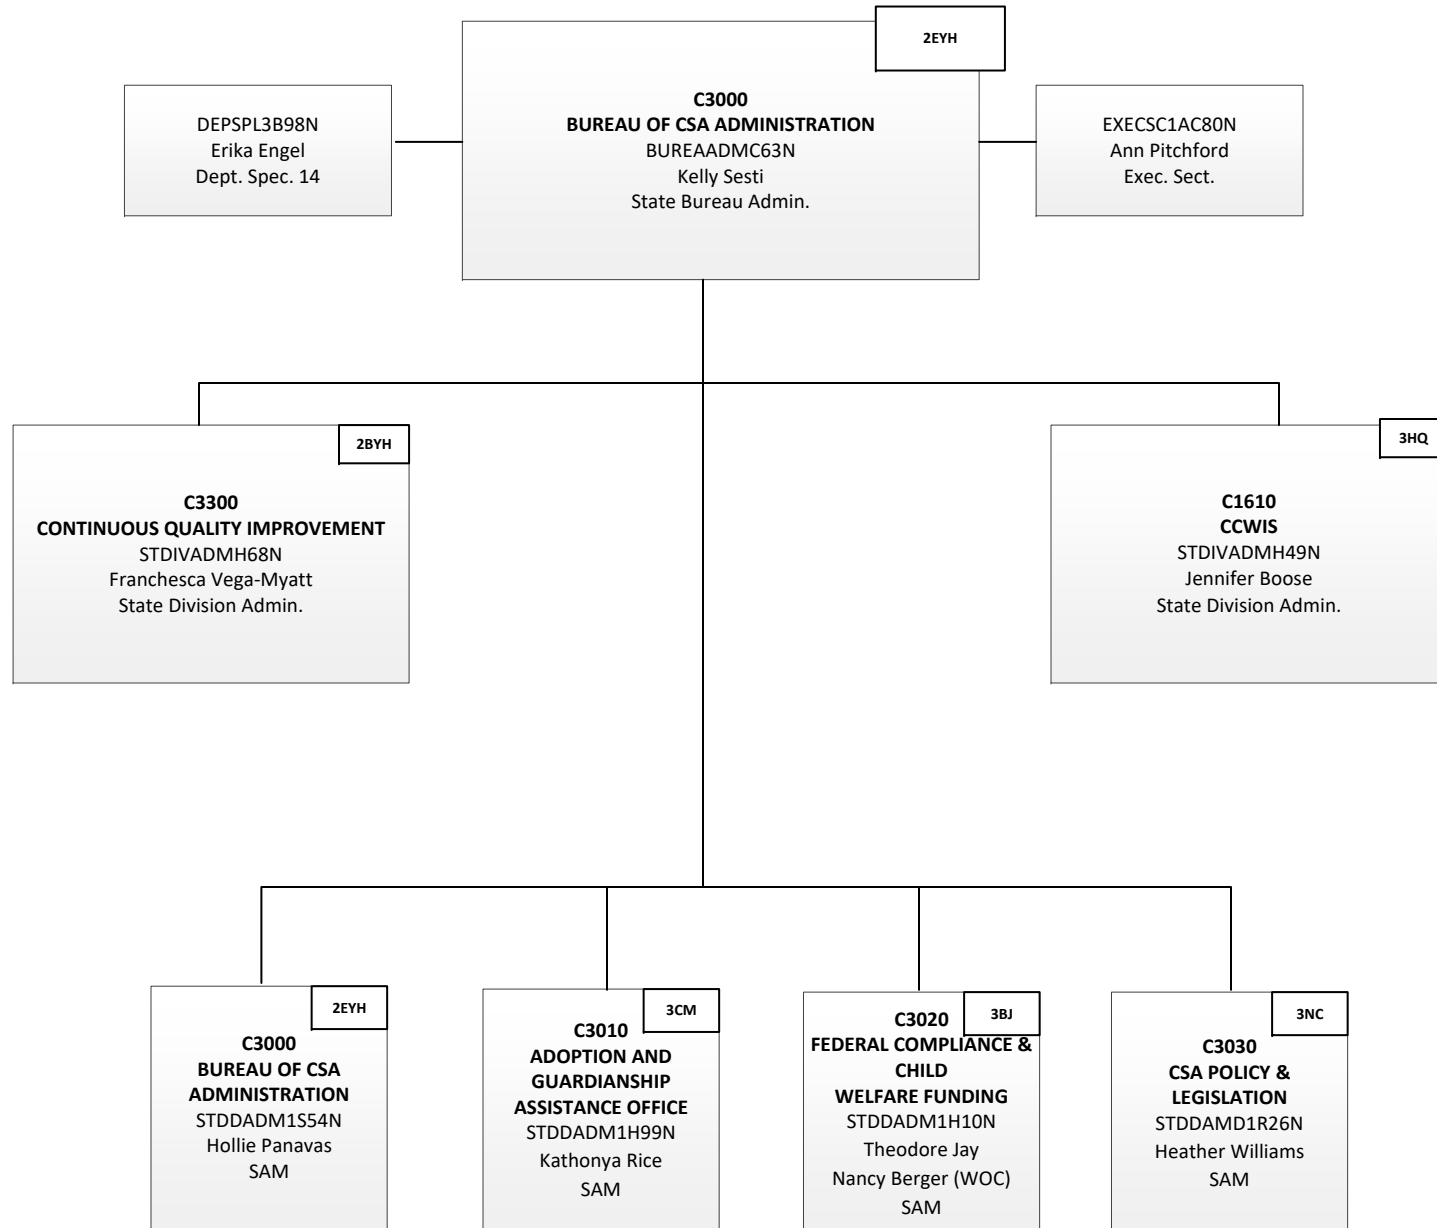 2EYH
C3000
BUREAU OF CSA ADMINISTRATION
BUREAADMC63N
Kelly Sesti
State Bureau Admin.
DEPSPL3B98N
Erika Engel
Dept. Spec. 14
EXECSC1AC80N
Ann Pitchford
Exec. Sect.
2BYH
C3300
CONTINUOUS QUALITY IMPROVEMENT
STDIVADMH68N
Franchesca Vega-Myatt
State Division Admin.
3HQ
C1610
CCWIS
STDIVADMH49N
Jennifer Boose
State Division Admin.
2EYH
C3000
BUREAU OF CSA
ADMINISTRATION
STDDADM1S54N
Hollie Panavas
SAM
3CM
C3010
ADOPTION AND
GUARDIANSHIP
ASSISTANCE OFFICE
STDDADM1H99N
Kathonya Rice
SAM
3BJ
C3020
FEDERAL COMPLIANCE &
CHILD
WELFARE FUNDING
STDDADM1H10N
Theodore Jay
Nancy Berger (WOC)
SAM
3NC
C3030
CSA POLICY &
LEGISLATION
STDDAMD1R26N
Heather Williams
SAM